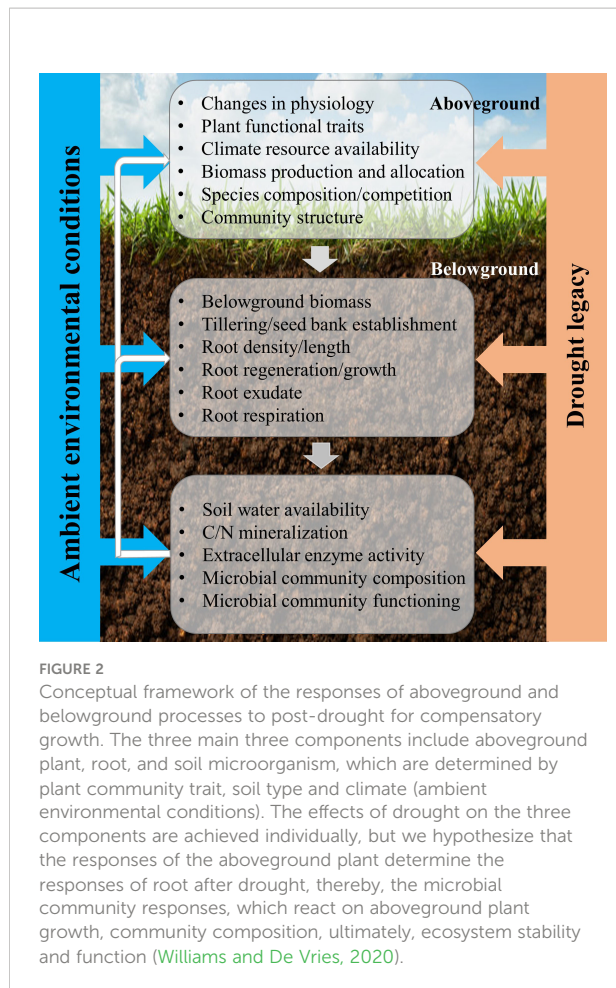 Ambient environmental conditions
Aboveground
• Changes in physiology
• Plant functional traits
• Climate resource availability
• Biomass production and allocation
• Species composition/competition
• Community structure
Belowground
• Belowground biomass
• Tillering/seed bank establishment
• Root density/length
• Root regeneration/growth
• Root exudate
• Root respiration
• Soil water availability
• C/N mineralization
• Extracellular enzyme activity
• Microbial community composition
• Microbial community functioning
Drought legacy
FIGURE 2
Conceptual framework of the responses of aboveground and
belowground processes to post-drought for compensatory
growth. The three main three components include aboveground
plant, root, and soil microorganism, which are determined by
plant community trait, soil type and climate (ambient
environmental conditions). The effects of drought on the three
components are achieved individually, but we hypothesize that
the responses of the aboveground plant determine the
responses of root after drought, thereby, the microbial
community responses, which react on aboveground plant
growth, community composition, ultimately, ecosystem stability
and function (Williams and De Vries, 2020).